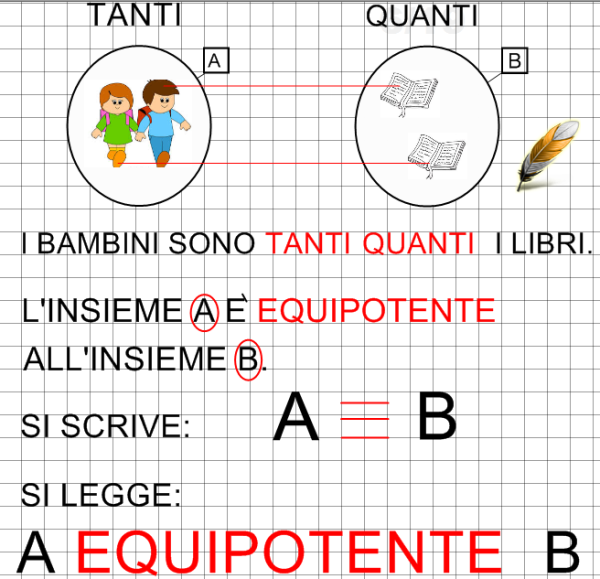 TANTI QUANTI
A B
I BAMBINI SONO TANTI QUANTI I LIBRI.
L'INSIEME A È EQUIPOTENTE
ALL'INSIEME B.
SI SCRIVE: A ≡ B
SI LEGGE:
A EQUIPOTENTE B